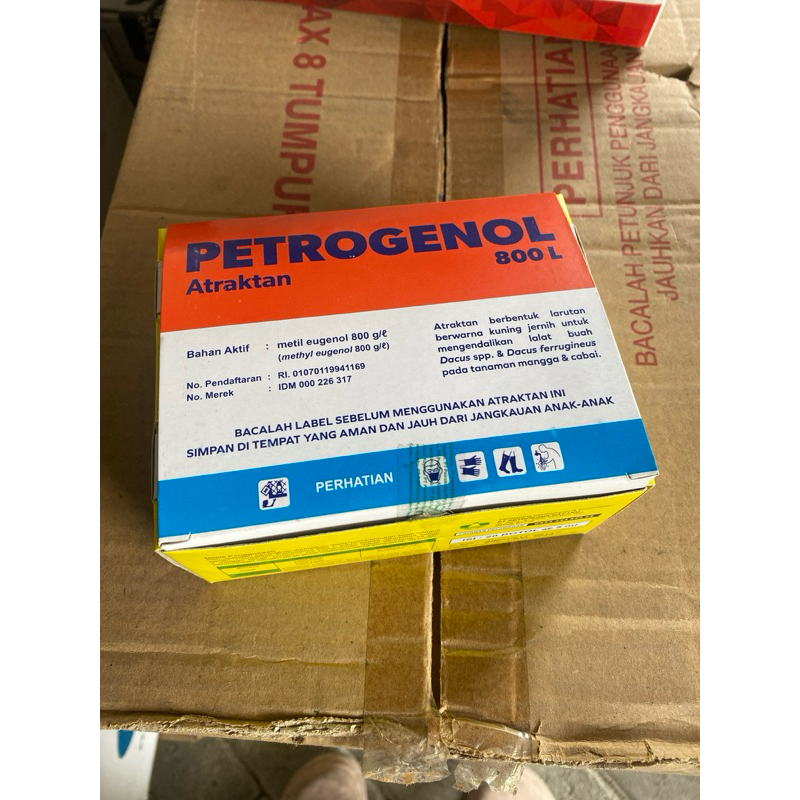 MAX 8 TUMPU
PERHATIA
BACALAH PETUNJUK PENGGUNAAN
JAUHKAN DARI JANGKAUAN
PETROGENOL
800 L
Atraktan
Bahan Aktif : metil eugenol 800 g/ℓ
(methyl eugenol 800 g/ℓ)
No. Pendaftaran : RI. 01070119941169
No. Merek : IDM 000 226 317
Atraktan berbentuk larutan
berwarna kuning jernih untuk
mengendalikan lalat buah
Dacus spp. & Dacus ferrugineus
pada tanaman mangga & cabai.
BACALAH LABEL SEBELUM MENGGUNAKAN ATRAKTAN INI
SIMPAN DI TEMPAT YANG AMAN DAN JAUH DARI JANGKAUAN ANAK-ANAK
PERHATIAN